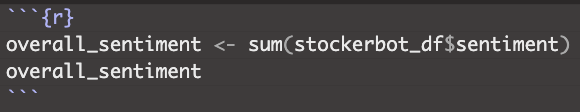 ```{r}
overall_sentiment <- sum(stockerbot_df$sentiment)
overall_sentiment
```